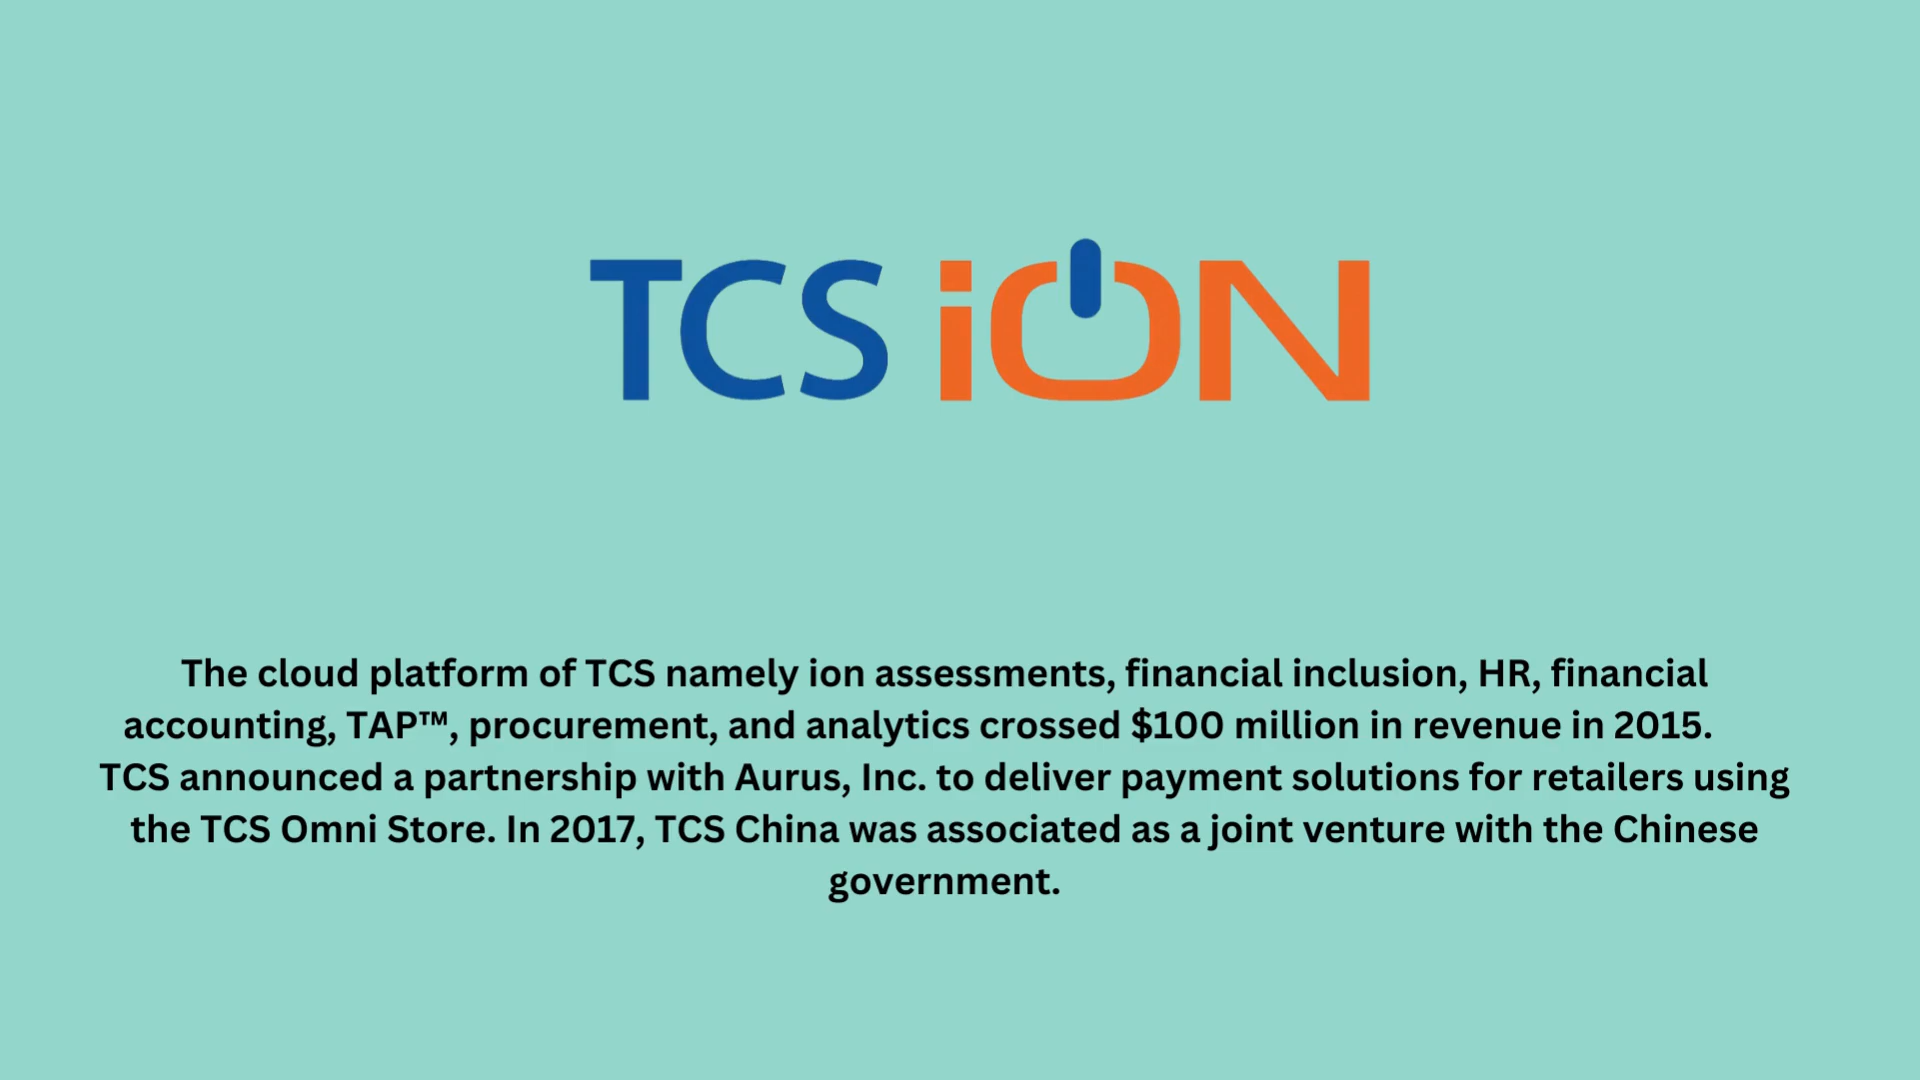 TCS iON
The cloud platform of TCS namely ion assessments, financial inclusion, HR, financial
accounting, TAP™, procurement, and analytics crossed $100 million in revenue in 2015.
TCS announced a partnership with Aurus, Inc. to deliver payment solutions for retailers using
the TCS Omni Store. In 2017, TCS China was associated as a joint venture with the Chinese
government.